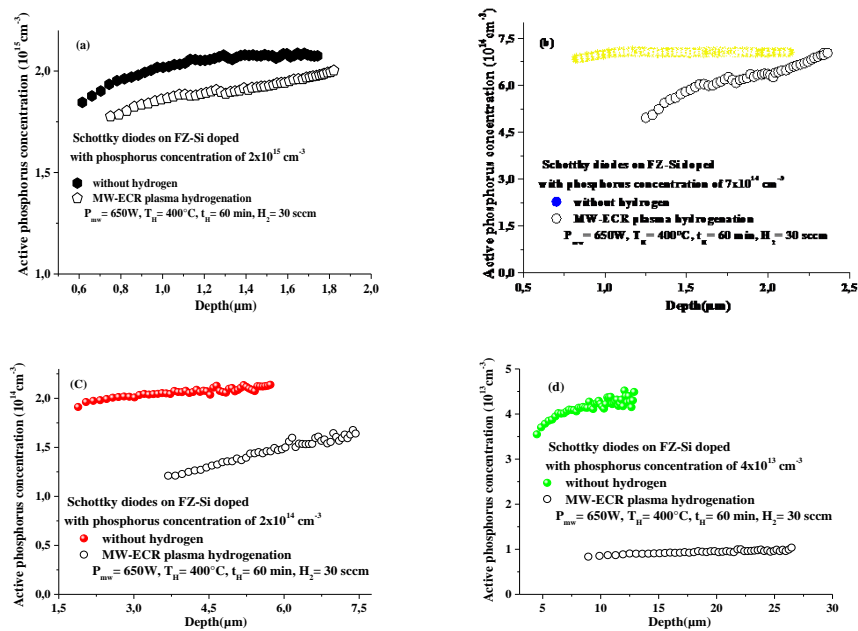 (a)
Active phosphorus concentration (10^15 cm^-3)
2,0
1,5
1,0
Schottky diodes on FZ-Si doped
with phosphorus concentration of 2x10^15 cm^-3
without hydrogen
MW-ECR plasma hydrogenation
P_mw= 650W, T_H= 400°C, t_H= 60 min, H_2= 30 sccm
0,6 0,8 1,0 1,2 1,4 1,6 1,8 2,0
Depth(µm)
(b)
Active phosphorus concentration (10^14 cm^-3)
7,5
6,0
4,5
3,0
1,5
0,0
Schottky diodes on FZ-Si doped
with phosphorus concentration of 7x10^14 cm^-3
without hydrogen
MW-ECR plasma hydrogenation
P_mw= 650W, T_H= 400°C, t_H= 60 min, H_2= 30 sccm
0,5 1,0 1,5 2,0 2,5
Depth(µm)
(C)
Active phosphorus concentration (10^14 cm^-3)
2,0
1,5
1,0
0,5
0,0
Schottky diodes on FZ-Si doped
with phosphorus concentration of 2x10^14 cm^-3
without hydrogen
MW-ECR plasma hydrogenation
P_mw= 650W, T_H= 400°C, t_H= 60 min, H_2= 30 sccm
1,5 3,0 4,5 6,0 7,5
Depth(µm)
(d)
Active phosphorus concentration (10^13 cm^-3)
5
4
3
2
1
0
Schottky diodes on FZ-Si doped
with phosphorus concentration of 4x10^13 cm^-3
without hydrogen
MW-ECR plasma hydrogenation
P_mw= 650W, T_H= 400°C, t_H= 60 min, H_2= 30 sccm
5 10 15 20 25 30
Depth(µm)